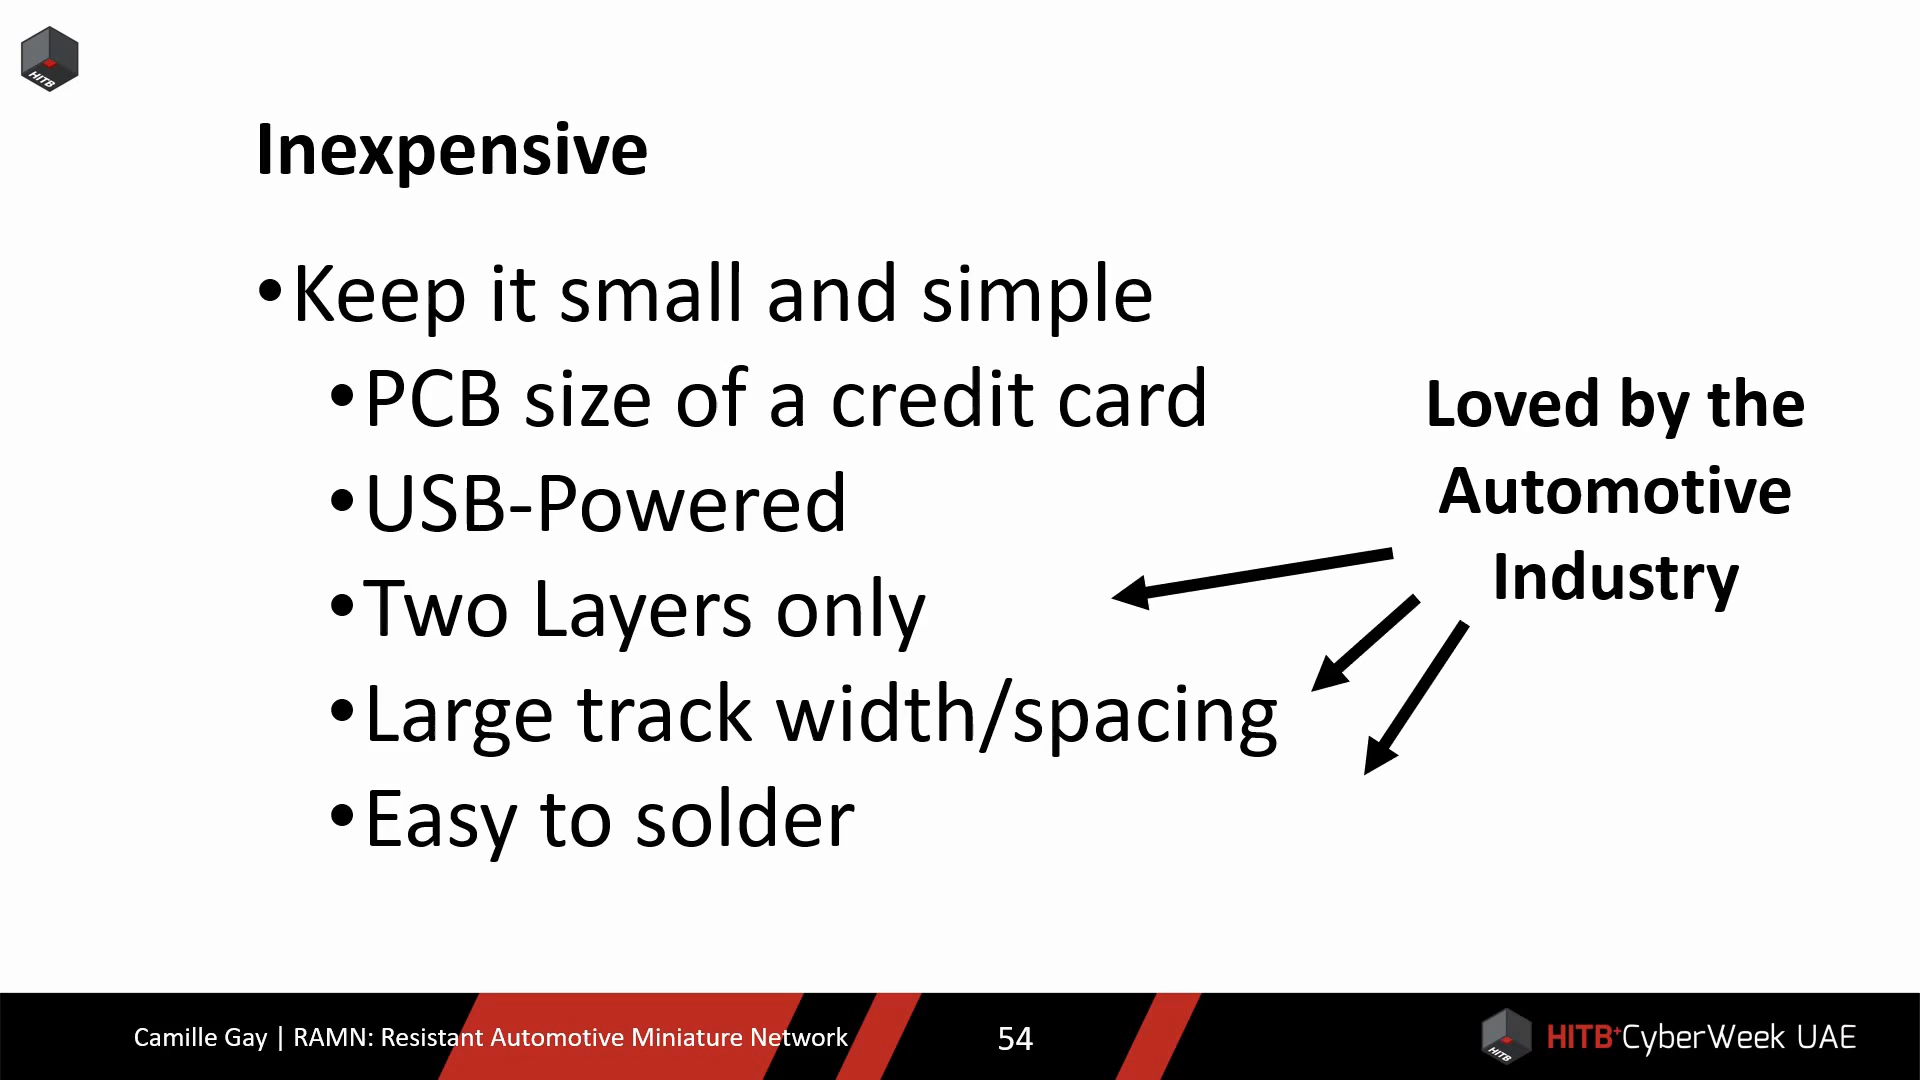 HITB
Inexpensive
•Keep it small and simple
•PCB size of a credit card
•USB-Powered
•Two Layers only
•Large track width/spacing
•Easy to solder
Loved by the
Automotive
Industry
Camille Gay | RAMN: Resistant Automotive Miniature Network
54
HITB
HITB+CyberWeek UAE